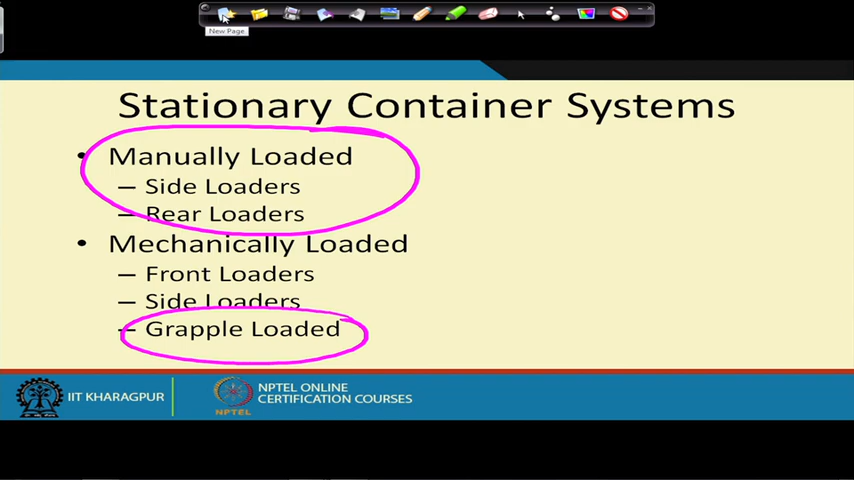 New Page
Stationary Container Systems
• Manually Loaded
– Side Loaders
– Rear Loaders
• Mechanically Loaded
– Front Loaders
– Side Loaders
– Grapple Loaded
IIT KHARAGPUR
NPTEL
NPTEL ONLINE
CERTIFICATION COURSES